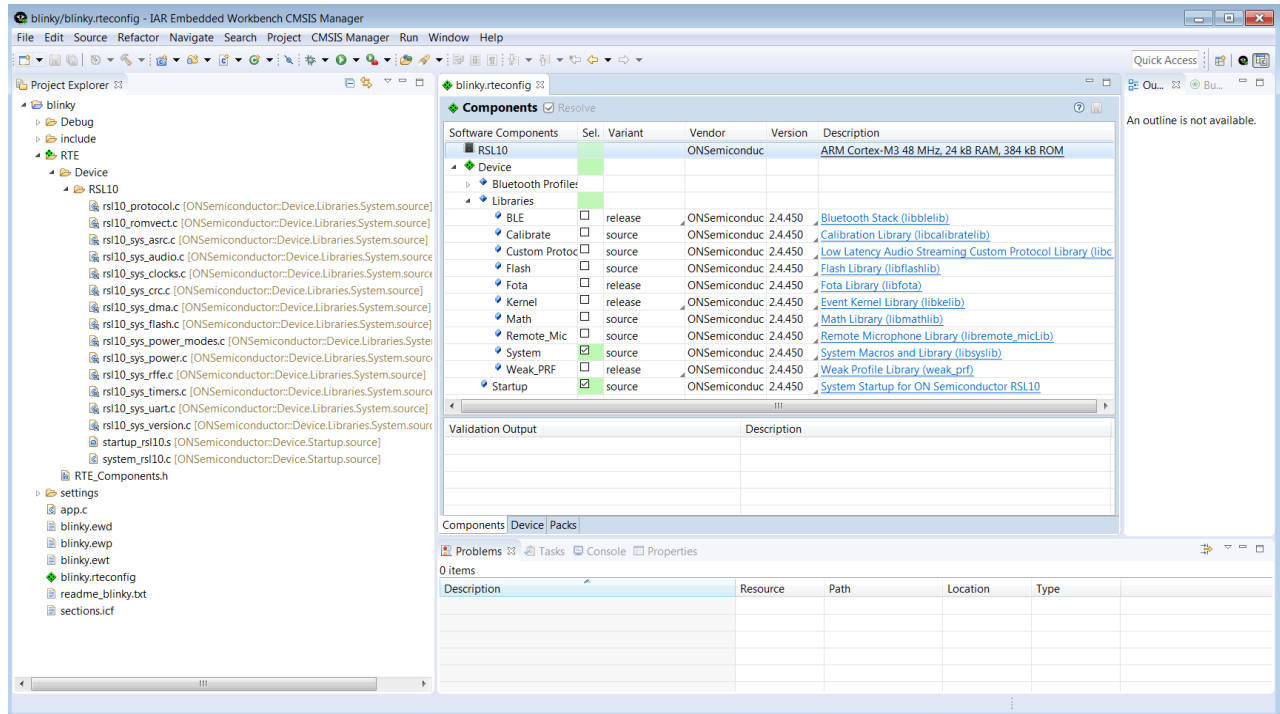 blinky/blinky.rteconfig - IAR Embedded Workbench CMSIS Manager
File Edit Source Refactor Navigate Search Project CMSIS Manager Run Window Help
Quick Access
Project Explorer
blinky
Debug
include
RTE
Device
RSL10
rsl10_protocol.c [ONSemiconductor::Device.Libraries.System.source]
rsl10_romvect.c [ONSemiconductor::Device.Libraries.System.source]
rsl10_sys_asrc.c [ONSemiconductor::Device.Libraries.System.source]
rsl10_sys_audio.c [ONSemiconductor::Device.Libraries.System.source
rsl10_sys_clocks.c [ONSemiconductor::Device.Libraries.System.source
rsl10_sys_crc.c [ONSemiconductor::Device.Libraries.System.source]
rsl10_sys_dma.c [ONSemiconductor::Device.Libraries.System.source]
rsl10_sys_flash.c [ONSemiconductor::Device.Libraries.System.source]
rsl10_sys_power_modes.c [ONSemiconductor::Device.Libraries.Syste
rsl10_sys_power.c [ONSemiconductor::Device.Libraries.System.sourc
rsl10_sys_rffe.c [ONSemiconductor::Device.Libraries.System.source]
rsl10_sys_timers.c [ONSemiconductor::Device.Libraries.System.source
rsl10_sys_uart.c [ONSemiconductor::Device.Libraries.System.source]
rsl10_sys_version.c [ONSemiconductor::Device.Libraries.System.sourc
startup_rsl10.s [ONSemiconductor::Device.Startup.source]
system_rsl10.c [ONSemiconductor::Device.Startup.source]
RTE_Components.h
settings
app.c
blinky.ewd
blinky.ewp
blinky.ewt
blinky.rteconfig
readme_blinky.txt
sections.icf
blinky.rteconfig
Components Resolve
Software Components Sel. Variant Vendor Version Description
RSL10 ONSemiconduc ARM Cortex-M3 48 MHz, 24 kB RAM, 384 kB ROM
Device
Bluetooth Profiles
Libraries
BLE release ONSemiconduc 2.4.450 Bluetooth Stack (libblelib)
Calibrate source ONSemiconduc 2.4.450 Calibration Library (libcalibratelib)
Custom Protoc source ONSemiconduc 2.4.450 Low Latency Audio Streaming Custom Protocol Library (libc
Flash source ONSemiconduc 2.4.450 Flash Library (libflashlib)
Fota release ONSemiconduc 2.4.450 Fota Library (libfota)
Kernel release ONSemiconduc 2.4.450 Event Kernel Library (libkelib)
Math source ONSemiconduc 2.4.450 Math Library (libmathlib)
Remote_Mic source ONSemiconduc 2.4.450 Remote Microphone Library (libremote_micLib)
System source ONSemiconduc 2.4.450 System Macros and Library (libsyslib)
Weak_PRF release ONSemiconduc 2.4.450 Weak Profile Library (weak_prf)
Startup source ONSemiconduc 2.4.450 System Startup for ON Semiconductor RSL10
Validation Output Description
Components Device Packs
Problems Tasks Console Properties
0 items
Description Resource Path Location Type
Ou... Bu...
An outline is not available.